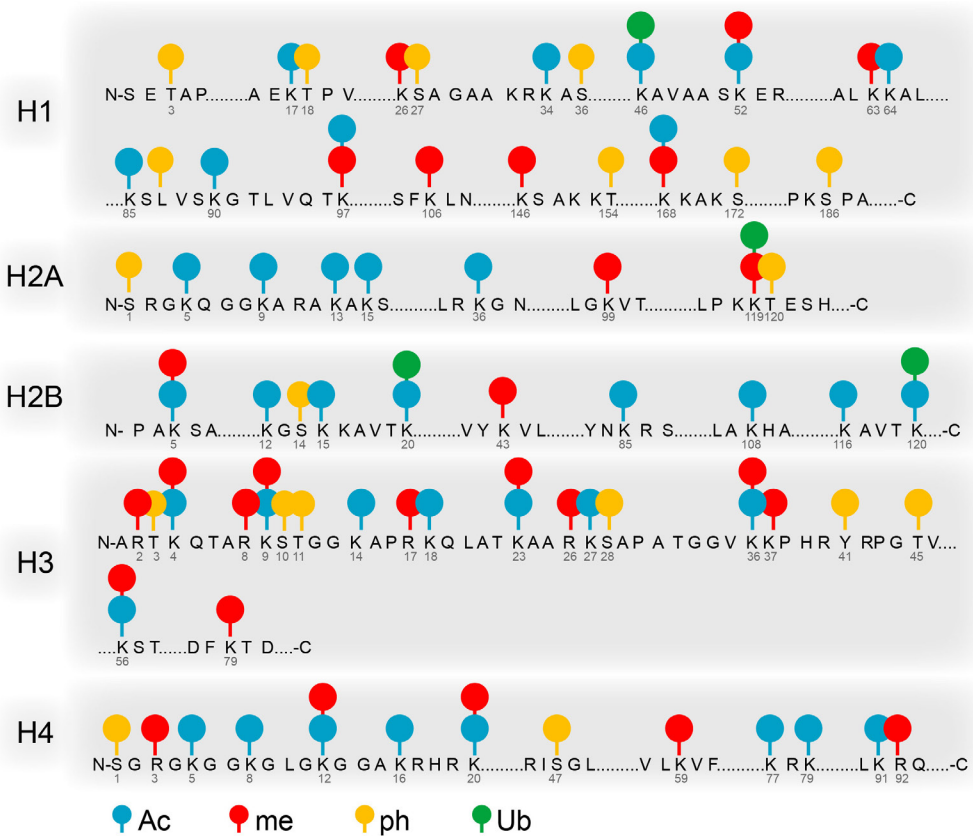 H1
N-S E T A P.........A E K T P V.......K S A G A A K R K A S.........K A V A A S K E R.........A L K K A L.....
3 17 18 26 27 34 36 46 52 63 64
....K S L V S K G T L V Q T K.........S F K L N.........K S A K K T.........K K A K S.........P K S P A......-C
85 90 97 106 146 154 168 172 186
H2A
N-S R G K Q G G K A R A K A K S..........L R K G N.........L G K V T..........L P K K T E S H....-C
1 5 9 13 15 36 99 119 120
H2B
N- P A K S A.........K G S K K A V T K..........V Y K V L........Y N K R S........L A K H A...........K A V T K....-C
5 12 14 15 20 43 85 108 116 120
H3
N-A R T K Q T A R K S T G G K A P R K Q L A T K A A R K S A P A T G G V K K P H R Y R P G T V....
2 3 4 8 9 10 11 14 17 18 23 26 27 28 36 37 41 45
....K S T......D F K T D....-C
56 79
H4
N-S G R G K G G K G L G K G G A K R H R K.........R I S G L.........V L K V F.........K R K.........L K R Q.....-C
1 3 5 8 12 16 20 47 59 77 79 91 92
Ac me ph Ub